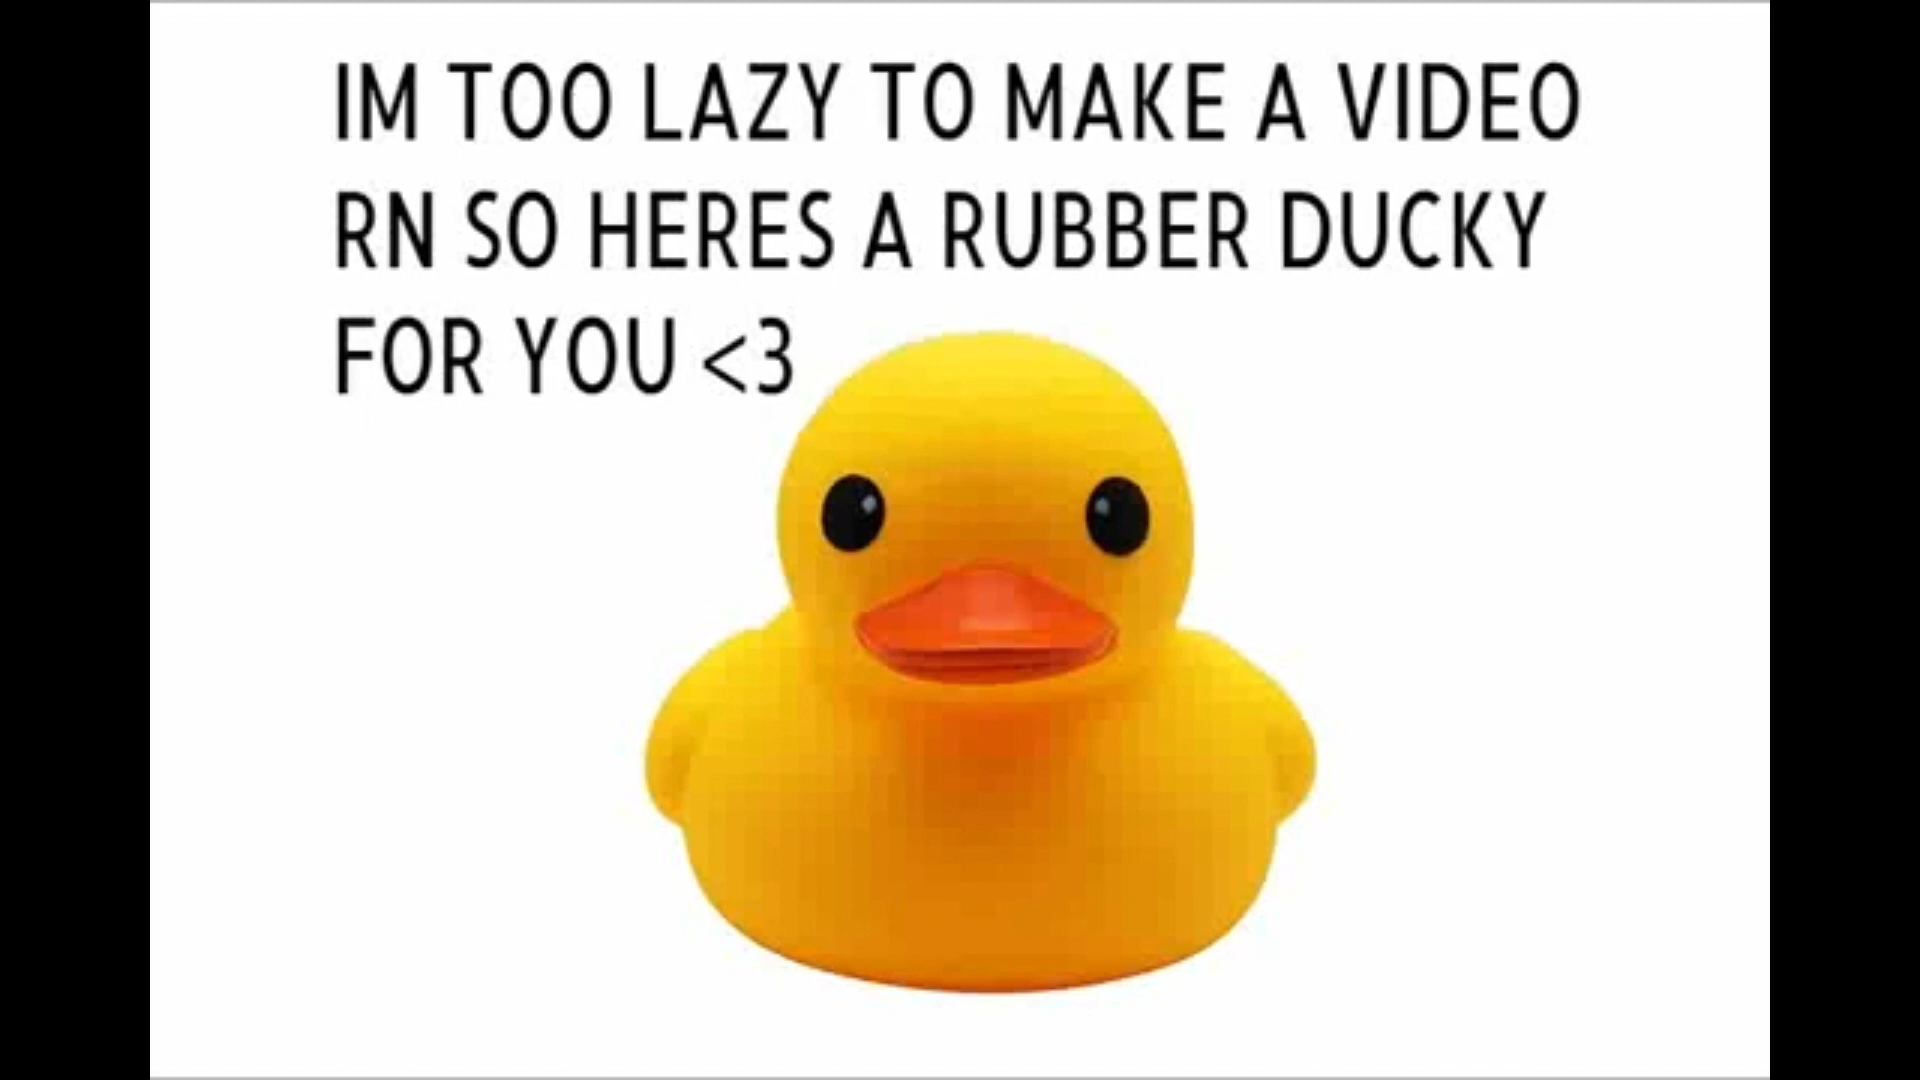 IM TOO LAZY TO MAKE A VIDEO
RN SO HERES A RUBBER DUCKY
FOR YOU <3